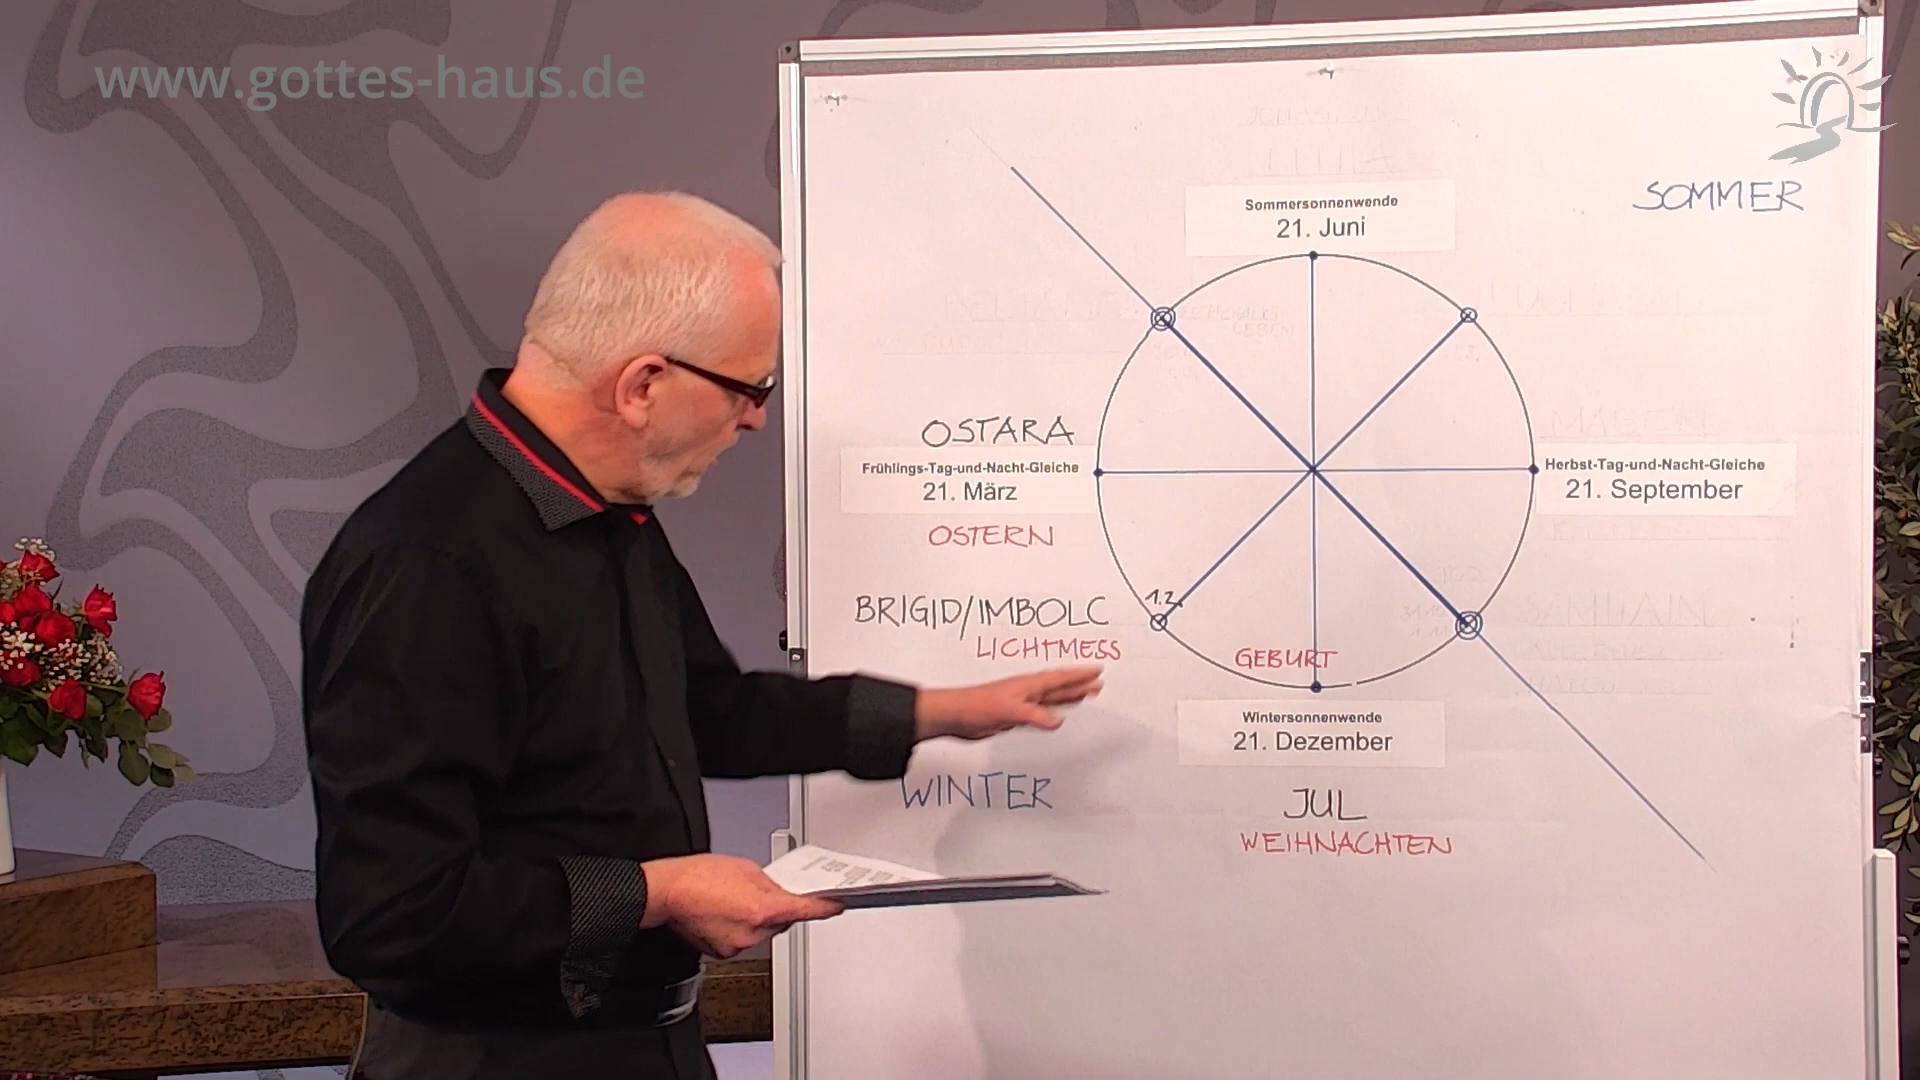 www.gottes-haus.de
SOMMER
Sommersonnenwende
21. Juni
OSTARA
Frühlings-Tag-und-Nacht-Gleiche
21. März
OSTERN
Herbst-Tag-und-Nacht-Gleiche
21. September
BRIGID/IMBOLC
1.2.
LICHTMESS
GEBURT
Wintersonnenwende
21. Dezember
WINTER
JUL
WEIHNACHTEN